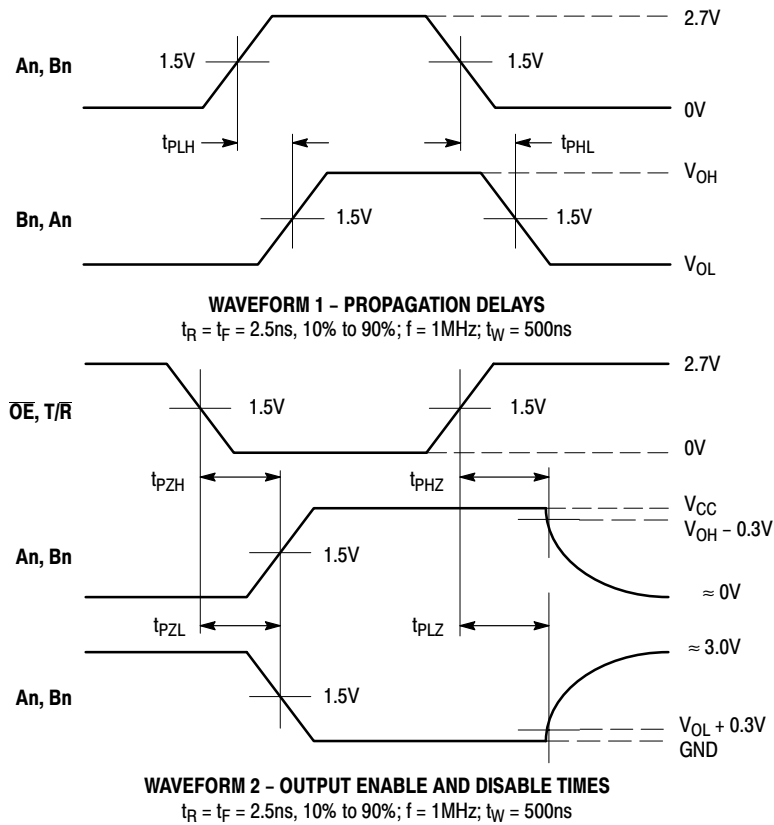 2.7V
An, Bn
1.5V
1.5V
0V
tPLH
tPHL
VOH
Bn, An
1.5V
1.5V
VOL
WAVEFORM 1 – PROPAGATION DELAYS
tR = tF = 2.5ns, 10% to 90%; f = 1MHz; tW = 500ns
2.7V
O̅E̅, T/R̅
1.5V
1.5V
0V
tPZH
tPHZ
VCC
VOH – 0.3V
An, Bn
1.5V
≈ 0V
tPZL
tPLZ
≈ 3.0V
An, Bn
1.5V
VOL + 0.3V
GND
WAVEFORM 2 – OUTPUT ENABLE AND DISABLE TIMES
tR = tF = 2.5ns, 10% to 90%; f = 1MHz; tW = 500ns